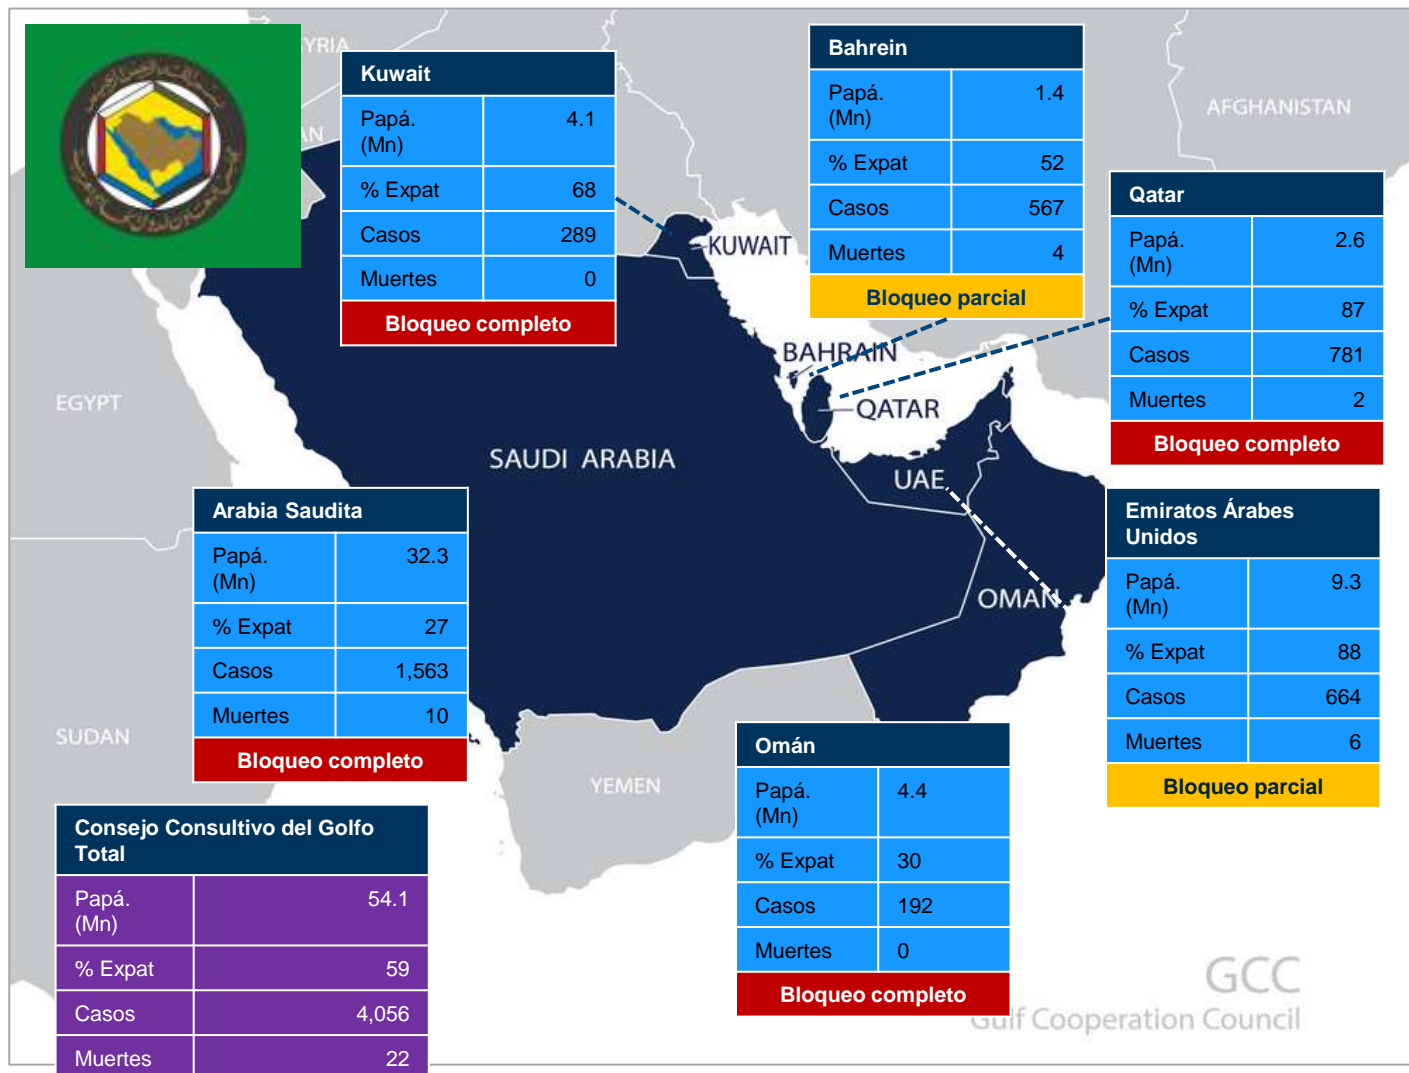 SYRIA
AN
AFGHANISTAN
Kuwait
Papá. (Mn) 4.1
% Expat 68
Casos 289
Muertes 0
Bloqueo completo
Bahrein
Papá. (Mn) 1.4
% Expat 52
Casos 567
Muertes 4
Bloqueo parcial
Qatar
Papá. (Mn) 2.6
% Expat 87
Casos 781
Muertes 2
Bloqueo completo
KUWAIT
BAHRAIN
QATAR
EGYPT
SAUDI ARABIA
UAE
OMAN
SUDAN
YEMEN
Arabia Saudita
Papá. (Mn) 32.3
% Expat 27
Casos 1,563
Muertes 10
Bloqueo completo
Emiratos Árabes
Unidos
Papá. (Mn) 9.3
% Expat 88
Casos 664
Muertes 6
Bloqueo parcial
Omán
Papá. (Mn) 4.4
% Expat 30
Casos 192
Muertes 0
Bloqueo completo
Consejo Consultivo del Golfo
Total
Papá. (Mn) 54.1
% Expat 59
Casos 4,056
Muertes 22
GCC
Gulf Cooperation Council